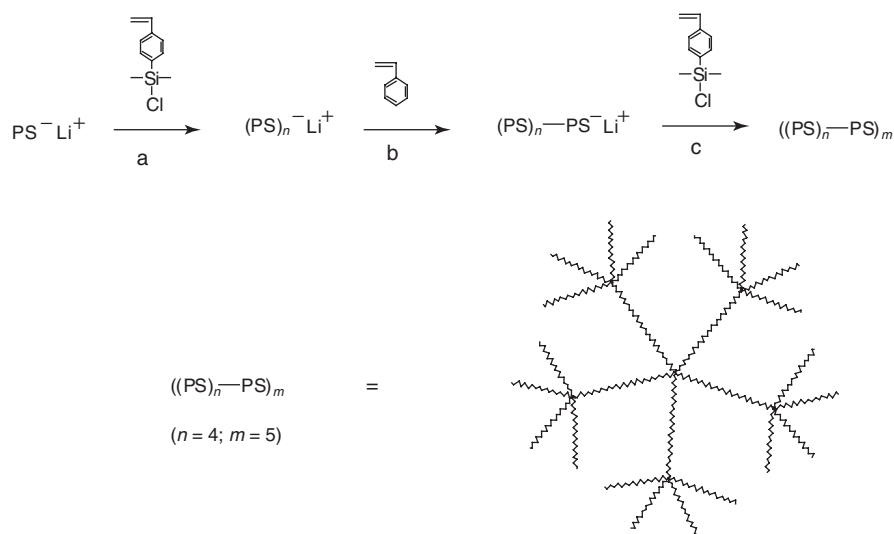 Si
Cl
Si
Cl
PS⁻Li⁺
a
(PS)ₙ⁻Li⁺
b
(PS)ₙ—PS⁻Li⁺
c
((PS)ₙ—PS)ₘ
((PS)ₙ—PS)ₘ
=
(n = 4; m = 5)